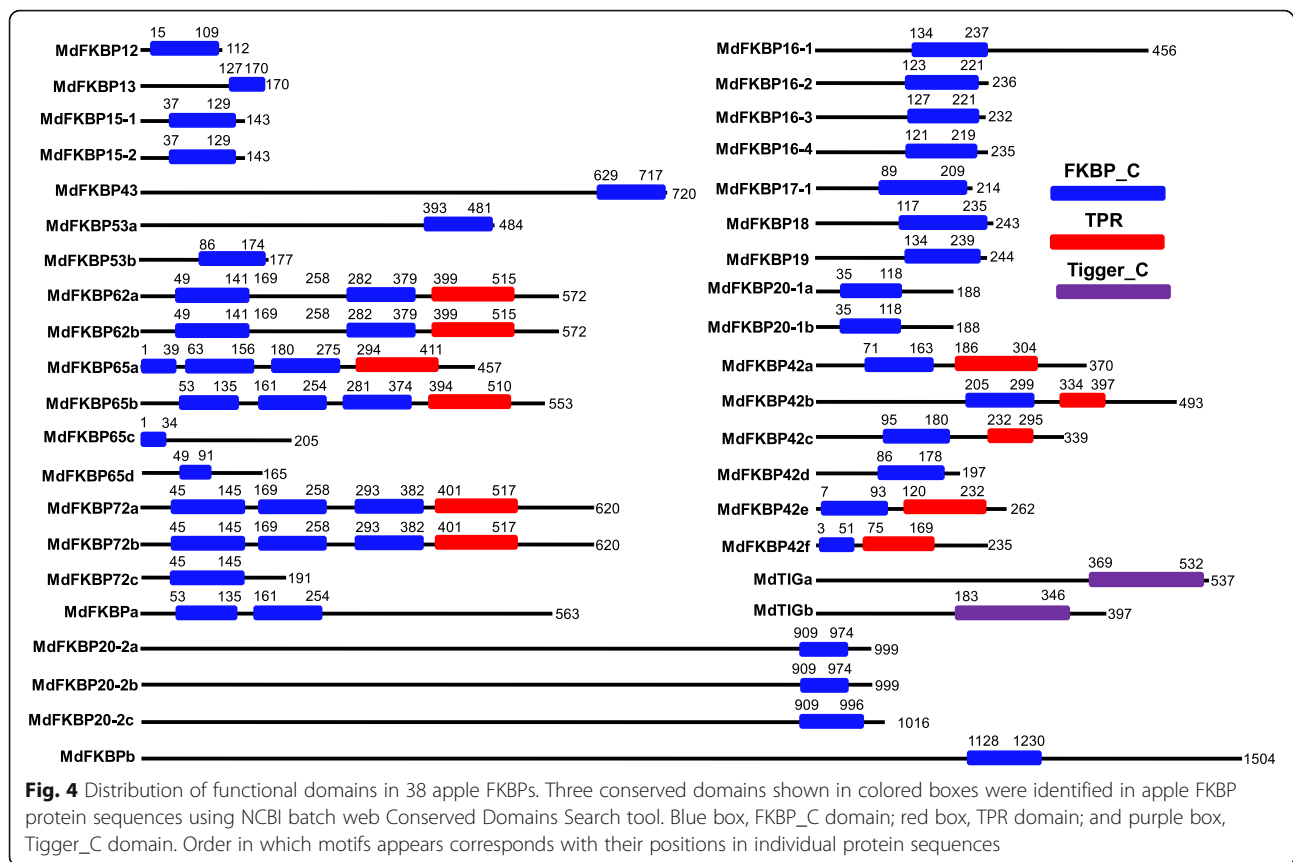 15 109
MdFKBP12 112
127 170
MdFKBP13 170
37 129
MdFKBP15-1 143
37 129
MdFKBP15-2 143
629 717
MdFKBP43 720
393 481
MdFKBP53a 484
86 174
MdFKBP53b 177
49 141 169 258 282 379 399 515
MdFKBP62a 572
49 141 169 258 282 379 399 515
MdFKBP62b 572
1 39 63 156 180 275 294 411
MdFKBP65a 457
53 135 161 254 281 374 394 510
MdFKBP65b 553
1 34
MdFKBP65c 205
49 91
MdFKBP65d 165
45 145 169 258 293 382 401 517
MdFKBP72a 620
45 145 169 258 293 382 401 517
MdFKBP72b 620
45 145
MdFKBP72c 191
53 135 161 254
MdFKBPa 563
909 974
MdFKBP20-2a 999
909 974
MdFKBP20-2b 999
909 996
MdFKBP20-2c 1016
1128 1230
MdFKBPb 1504
134 237
MdFKBP16-1 456
123 221
MdFKBP16-2 236
127 221
MdFKBP16-3 232
121 219
MdFKBP16-4 235
89 209
MdFKBP17-1 214
117 235
MdFKBP18 243
134 239
MdFKBP19 244
35 118
MdFKBP20-1a 188
35 118
MdFKBP20-1b 188
71 163 186 304
MdFKBP42a 370
205 299 334 397
MdFKBP42b 493
95 180 232 295
MdFKBP42c 339
86 178
MdFKBP42d 197
7 93 120 232
MdFKBP42e 262
3 51 75 169
MdFKBP42f 235
369 532
MdTIGa 537
183 346
MdTIGb 397
FKBP_C
TPR
Tigger_C
Fig. 4 Distribution of functional domains in 38 apple FKBPs. Three conserved domains shown in colored boxes were identified in apple FKBP
protein sequences using NCBI batch web Conserved Domains Search tool. Blue box, FKBP_C domain; red box, TPR domain; and purple box,
Tigger_C domain. Order in which motifs appears corresponds with their positions in individual protein sequences